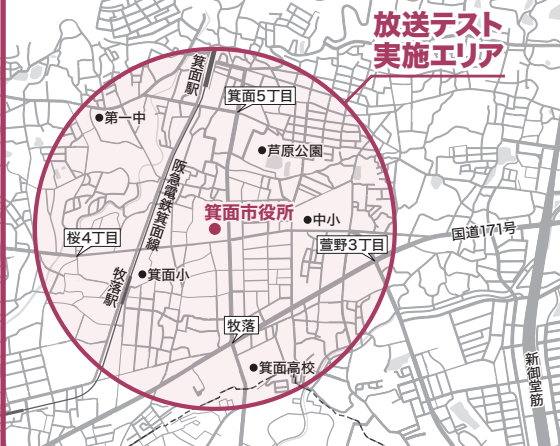 放送テスト
実施エリア
箕面駅
箕面5丁目
第一中
芦原公園
阪急電鉄箕面線
箕面市役所
中小
桜4丁目
萱野3丁目
国道171号
牧落駅
箕面小
牧落
新御堂筋
箕面高校